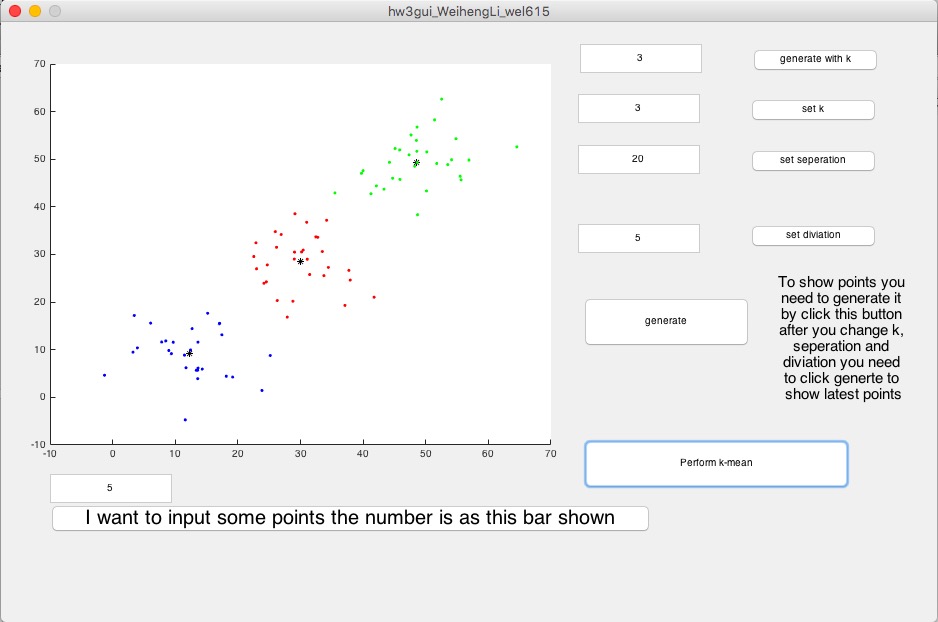 hw3gui_WeihengLi_wel615
3
generate with k
3
set k
20
set seperation
5
set diviation
To show points you
need to generate it
by click this button
after you change k,
seperation and
diviation you need
to click generte to
show latest points
generate
Perform k-mean
70
60
50
40
30
20
10
0
-10
-10 0 10 20 30 40 50 60 70
5
I want to input some points the number is as this bar shown